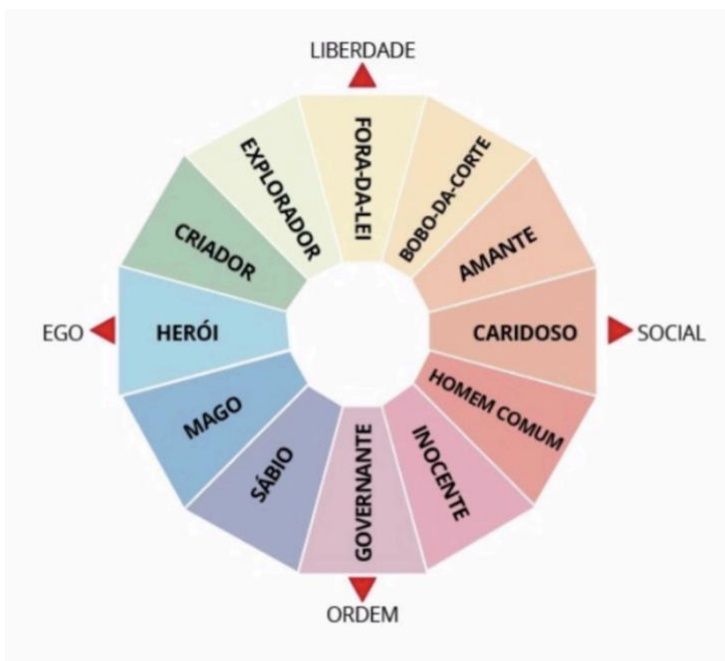 LIBERDADE
FORA-DA-LEI
BOBO-DA-CORTE
AMANTE
CARIDOSO
HOMEM COMUM
INOCENTE
GOVERNANTE
SÁBIO
MAGO
HERÓI
CRIADOR
EXPLORADOR
EGO
SOCIAL
ORDEM